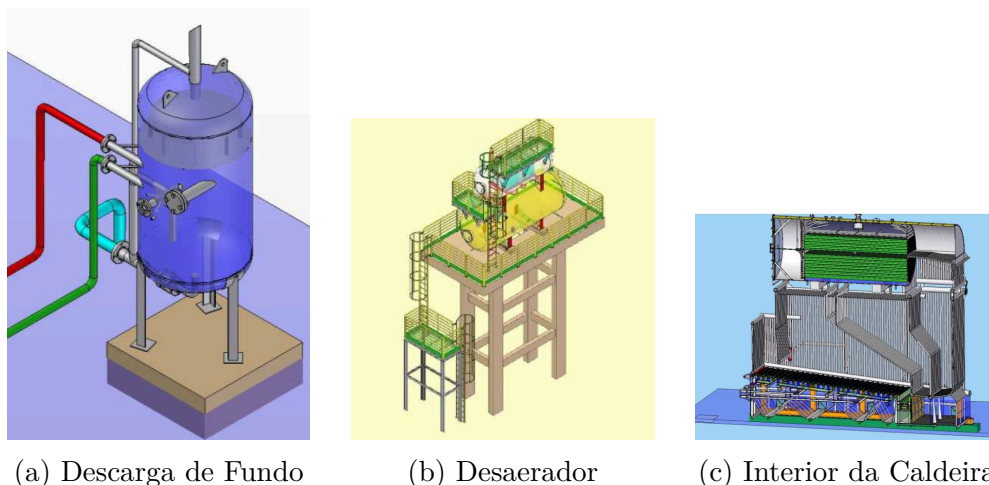 (a) Descarga de Fundo
(b) Desaerador
(c) Interior da Caldeira